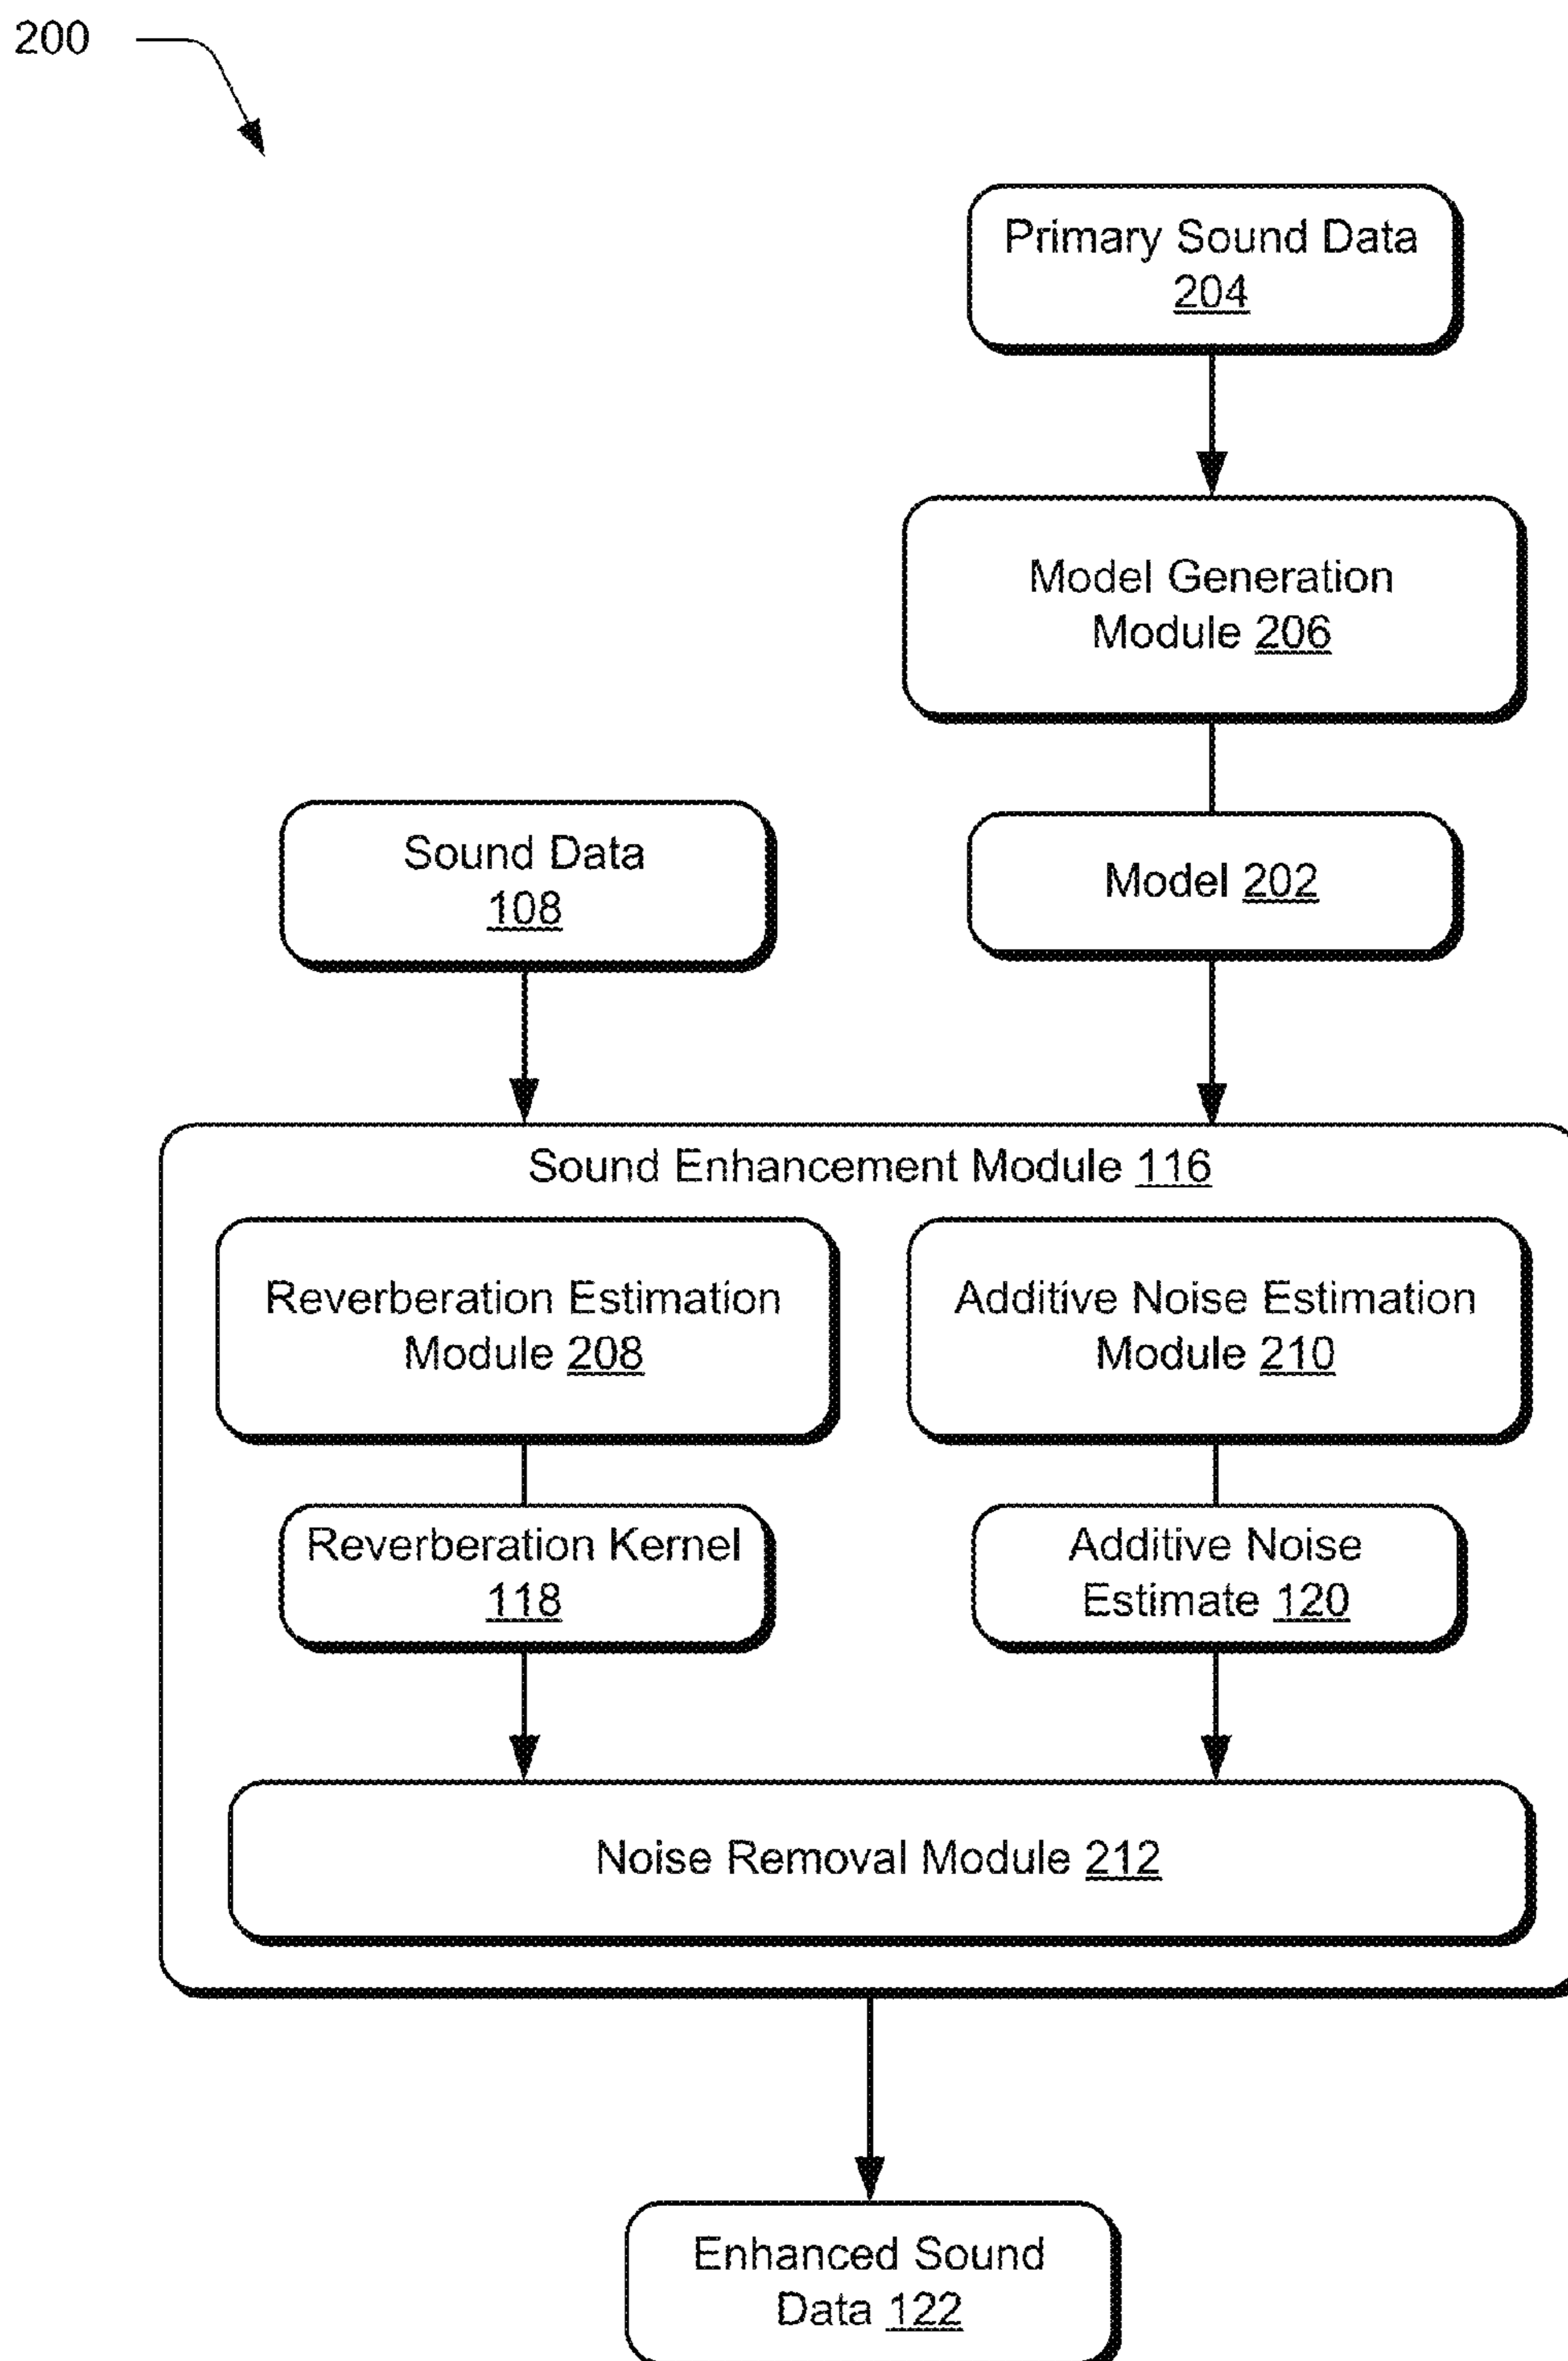 200
Primary Sound Data
204
Model Generation
Module 206
Sound Data
108
Model 202
Sound Enhancement Module 116
Reverberation Estimation
Module 208
Additive Noise Estimation
Module 210
Reverberation Kernel
118
Additive Noise
Estimate 120
Noise Removal Module 212
Enhanced Sound
Data 122